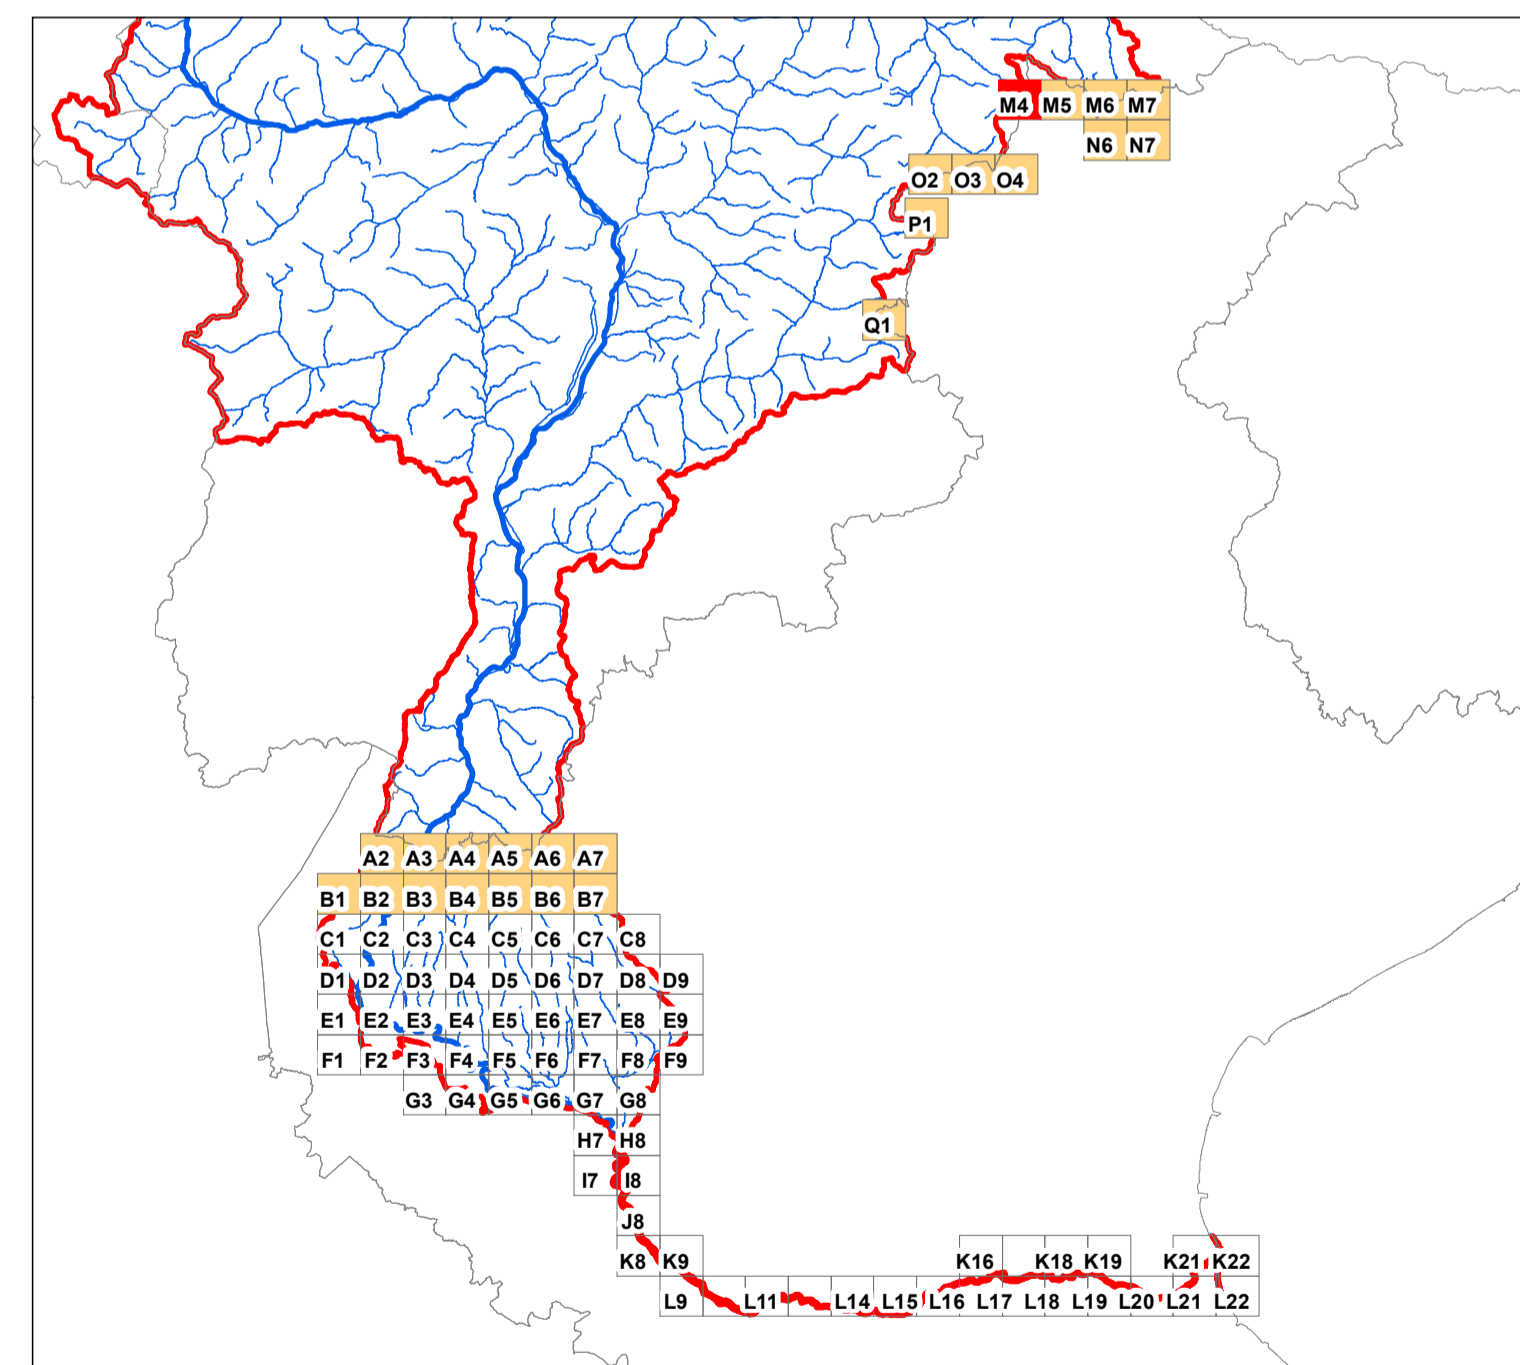 M4 M5 M6 M7
N6 N7
O2 O3 O4
P1
Q1
A2 A3 A4 A5 A6 A7
B1 B2 B3 B4 B5 B6 B7
C1 C2 C3 C4 C5 C6 C7 C8
D1 D2 D3 D4 D5 D6 D7 D8 D9
E1 E2 E3 E4 E5 E6 E7 E8 E9
F1 F2 F3 F4 F5 F6 F7 F8 F9
G3 G4 G5 G6 G7 G8
H7 H8
I7 I8
J8
K8 K9 K16 K18 K19 K21 K22
L9 L11 L14 L15 L16 L17 L18 L19 L20 L21 L22